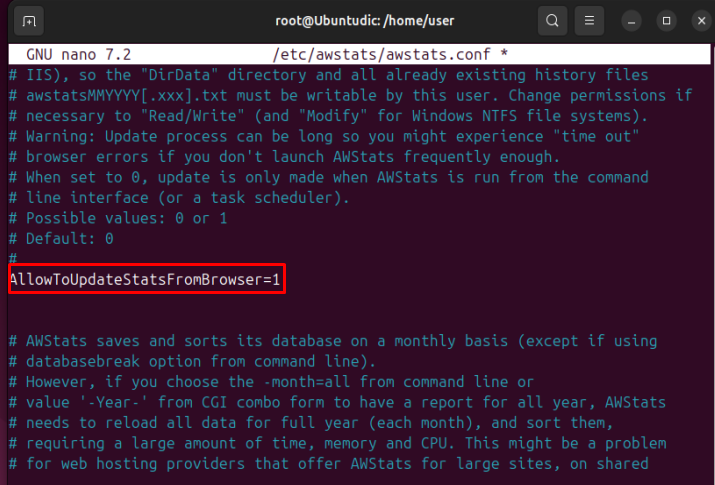 root@Ubuntudic: /home/user
GNU nano 7.2 /etc/awstats/awstats.conf *
# IIS), so the "DirData" directory and all already existing history files
# awstatsMMYYYY[.xxx].txt must be writable by this user. Change permissions if
# necessary to "Read/Write" (and "Modify" for Windows NTFS file systems).
# Warning: Update process can be long so you might experience "time out"
# browser errors if you don't launch AWStats frequently enough.
# When set to 0, update is only made when AWStats is run from the command
# line interface (or a task scheduler).
# Possible values: 0 or 1
# Default: 0
#
AllowToUpdateStatsFromBrowser=1
# AWStats saves and sorts its database on a monthly basis (except if using
# databasebreak option from command line).
# However, if you choose the -month=all from command line or
# value '-Year-' from CGI combo form to have a report for all year, AWStats
# needs to reload all data for full year (each month), and sort them,
# requiring a large amount of time, memory and CPU. This might be a problem
# for web hosting providers that offer AWStats for large sites, on shared